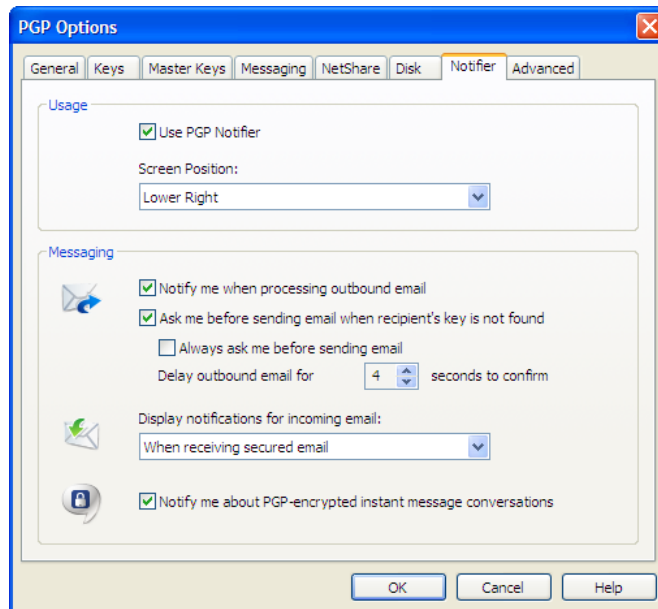 PGP Options
General Keys Master Keys Messaging NetShare Disk Notifier Advanced
Usage
Use PGP Notifier
Screen Position:
Lower Right
Messaging
Notify me when processing outbound email
Ask me before sending email when recipient's key is not found
Always ask me before sending email
Delay outbound email for 4 seconds to confirm
Display notifications for incoming email:
When receiving secured email
Notify me about PGP-encrypted instant message conversations
OK Cancel Help